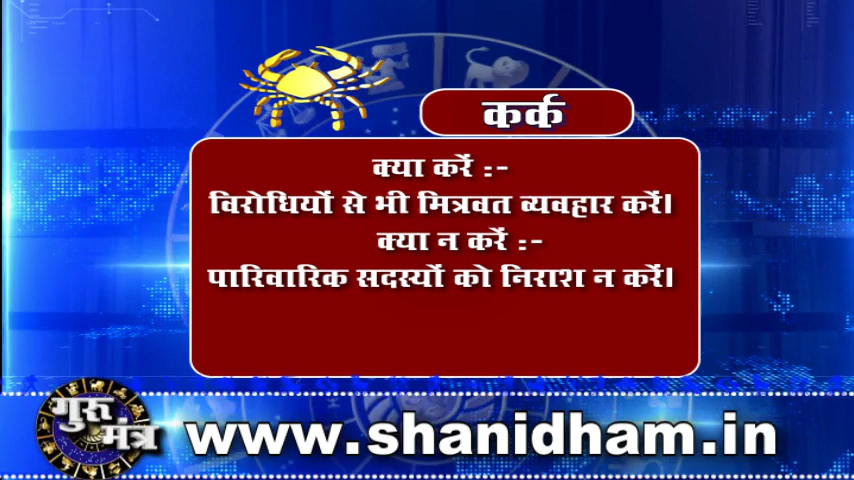 कर्क
क्या करें :-
विरोधियों से भी मित्रवत व्यवहार करें।
क्या न करें :-
पारिवारिक सदस्यों को निराश न करें।
गुरु
मंत्र
www.shanidham.in